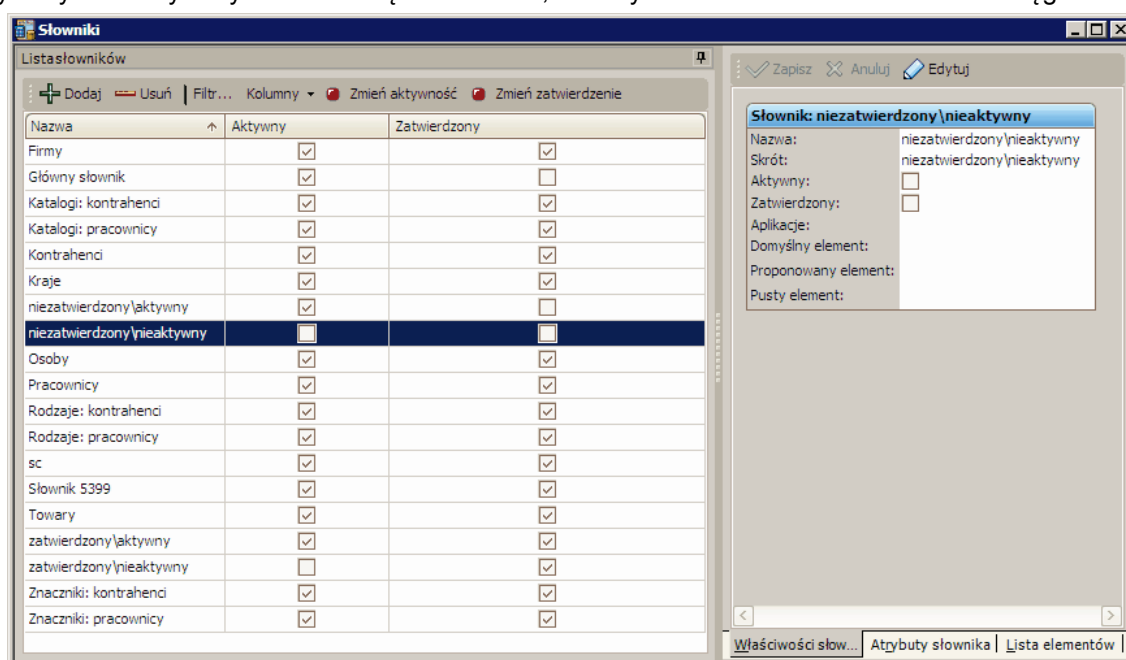 Słowniki
Listasłowników
Dodaj Usuń Filtr... Kolumny Zmień aktywność Zmień zatwierdzenie
Nazwa Aktywny Zatwierdzony
Firmy
Główny słownik
Katalogi: kontrahenci
Katalogi: pracownicy
Kontrahenci
Kraje
niezatwierdzony\aktywny
niezatwierdzony\nieaktywny
Osoby
Pracownicy
Rodzaje: kontrahenci
Rodzaje: pracownicy
sc
Słownik 5399
Towary
zatwierdzony\aktywny
zatwierdzony\nieaktywny
Znaczniki: kontrahenci
Znaczniki: pracownicy
Zapisz Anuluj Edytuj
Słownik: niezatwierdzony\nieaktywny
Nazwa: niezatwierdzony\nieaktywny
Skrót: niezatwierdzony\nieaktywny
Aktywny:
Zatwierdzony:
Aplikacje:
Domyślny element:
Proponowany element:
Pusty element:
Właściwości słow... Atrybuty słownika Lista elementów